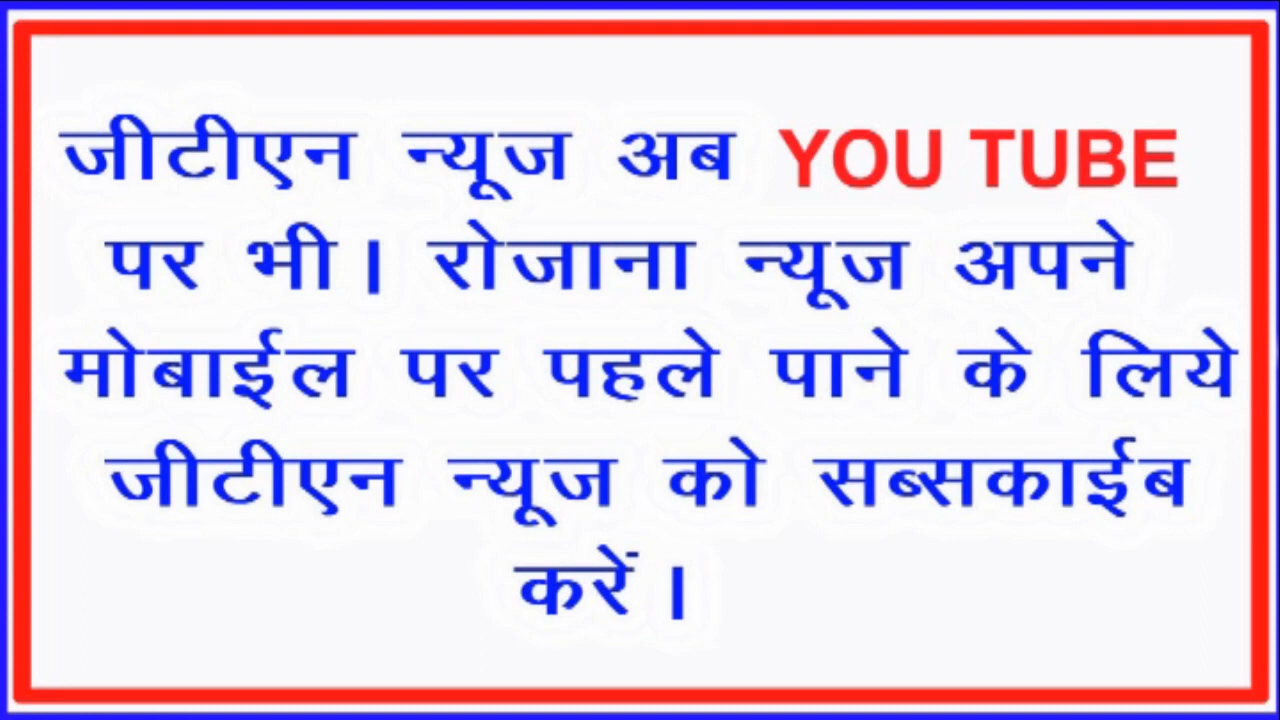 जीटीएन न्यूज अब YOU TUBE
पर भी। रोजाना न्यूज अपने
मोबाईल पर पहले पाने के लिये
जीटीएन न्यूज को सब्सकाईब
करें।